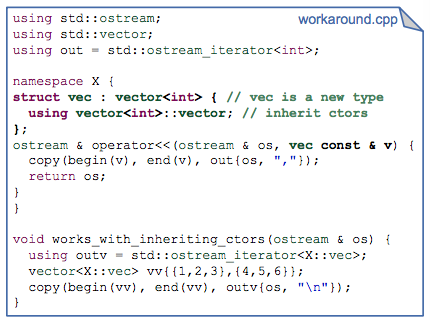 workaround.cpp
using std::ostream;
using std::vector;
using out = std::ostream_iterator<int>;
namespace X {
struct vec : vector<int> { // vec is a new type
using vector<int>::vector; // inherit ctors
};
ostream & operator<<(ostream & os, vec const & v) {
copy(begin(v), end(v), out{os, ","});
return os;
}
}
void works_with_inheriting_ctors(ostream & os) {
using outv = std::ostream_iterator<X::vec>;
vector<X::vec> vv{{1,2,3},{4,5,6}};
copy(begin(vv), end(vv), outv{os, "\n"});
}